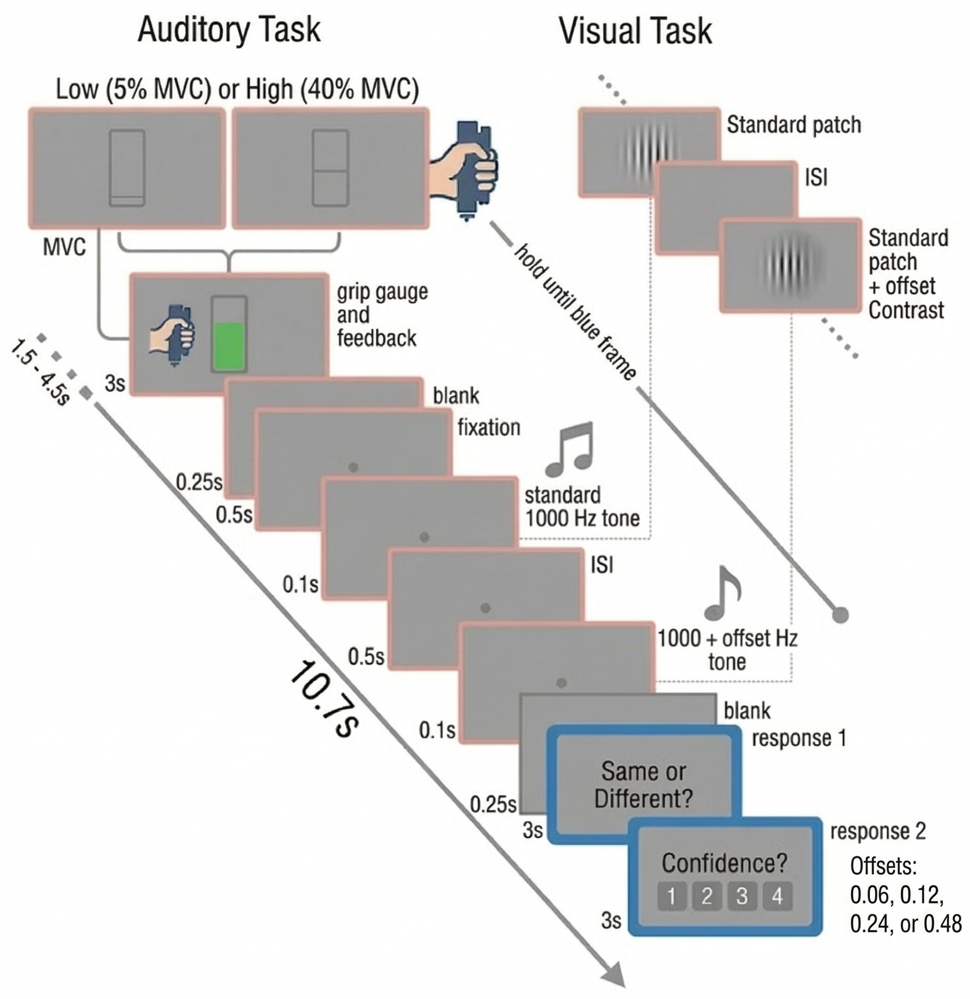 Auditory Task
Visual Task
Low (5% MVC) or High (40% MVC)
Standard patch
ISI
Standard
patch
+ offset
Contrast
MVC
hold until blue frame
grip gauge
and
feedback
1.5 - 4.5s
3s
blank
fixation
0.25s
0.5s
standard
1000 Hz tone
0.1s
ISI
0.5s
1000 + offset Hz
tone
10.7s
0.1s
blank
response 1
Same or
Different?
0.25s
3s
response 2
Confidence?
1 2 3 4
3s
Offsets:
0.06, 0.12,
0.24, or 0.48